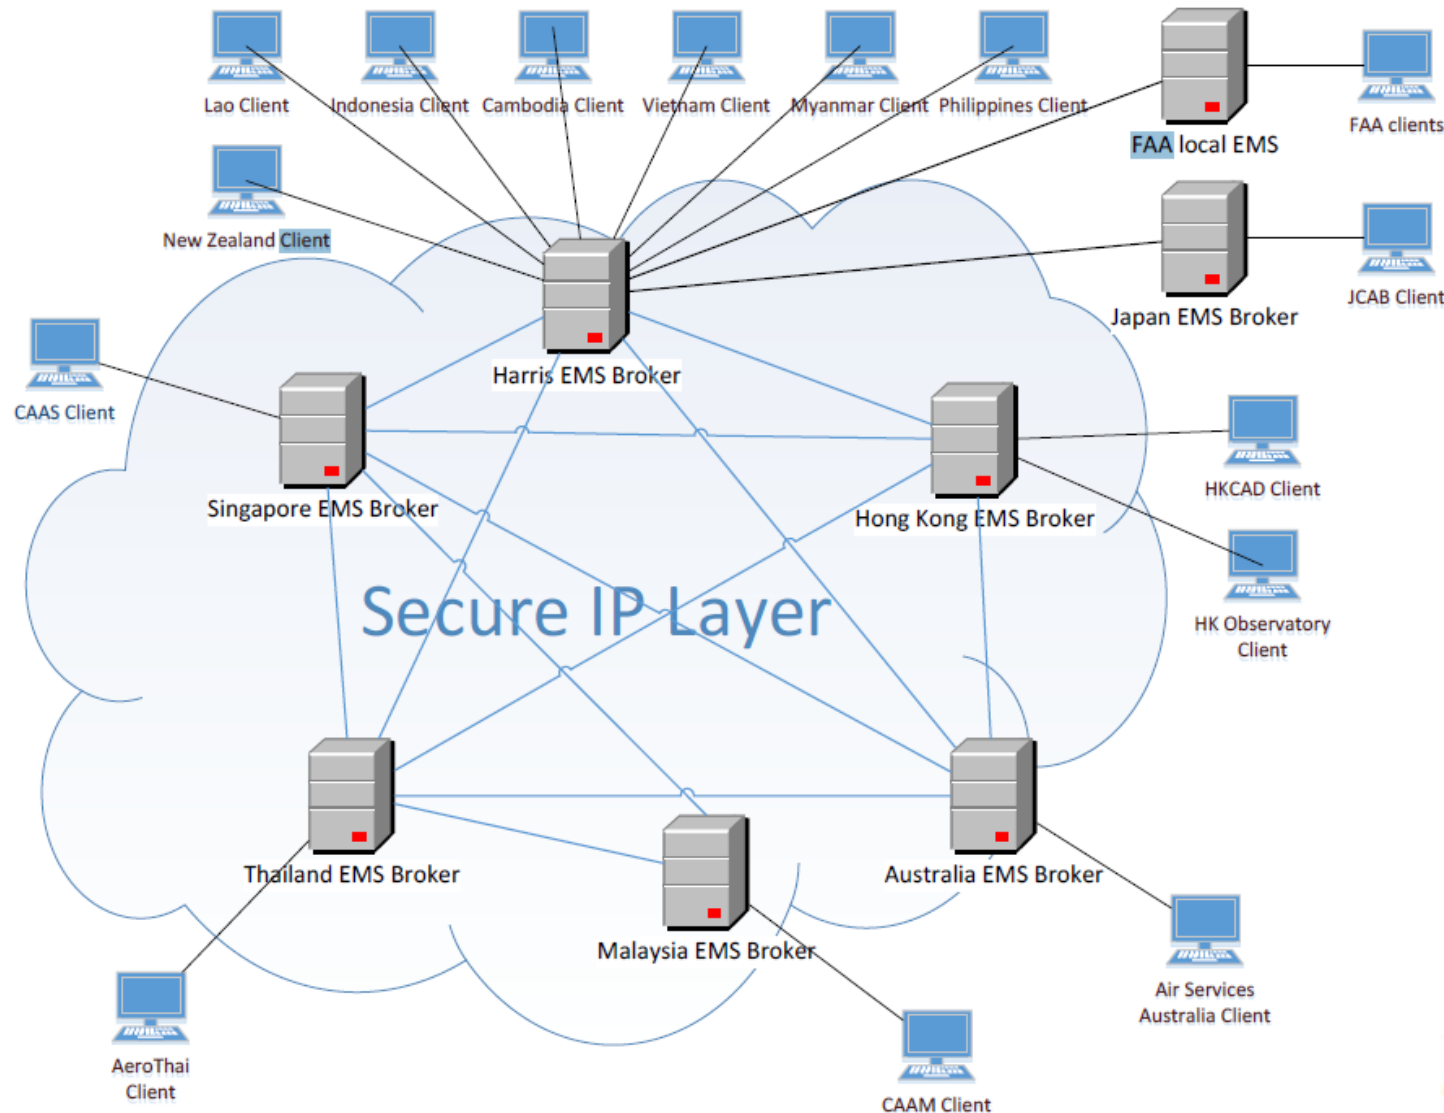 Lao Client
Indonesia Client
Cambodia Client
Vietnam Client
Myanmar Client
Philippines Client
FAA local EMS
FAA clients
New Zealand Client
Japan EMS Broker
JCAB Client
Harris EMS Broker
CAAS Client
Singapore EMS Broker
Hong Kong EMS Broker
HKCAD Client
Secure IP Layer
HK Observatory
Client
Thailand EMS Broker
Australia EMS Broker
Malaysia EMS Broker
Air Services
Australia Client
AeroThai
Client
CAAM Client